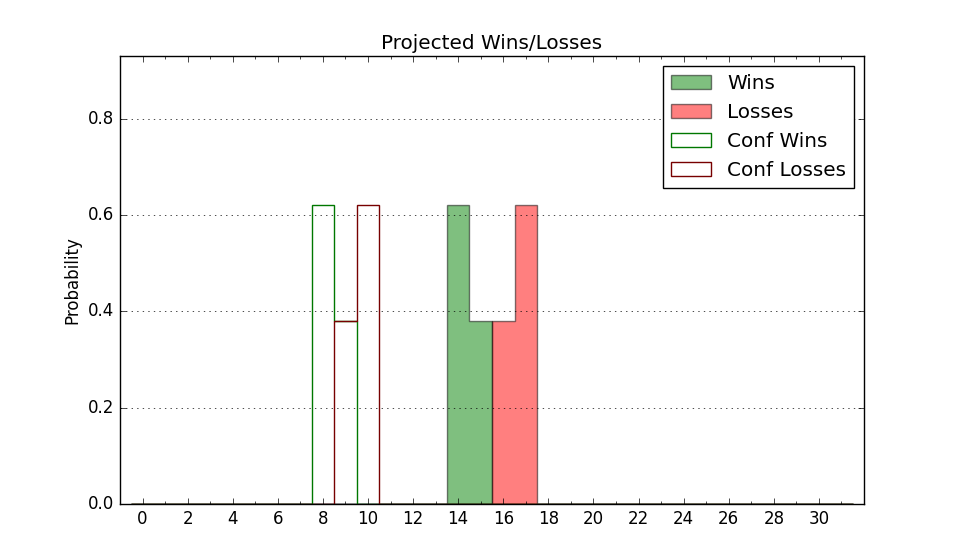 Projected Wins/Losses
Wins
Losses
Conf Wins
Conf Losses
Probability
0.8
0.6
0.4
0.2
0.0
0 2 4 6 8 10 12 14 16 18 20 22 24 26 28 30